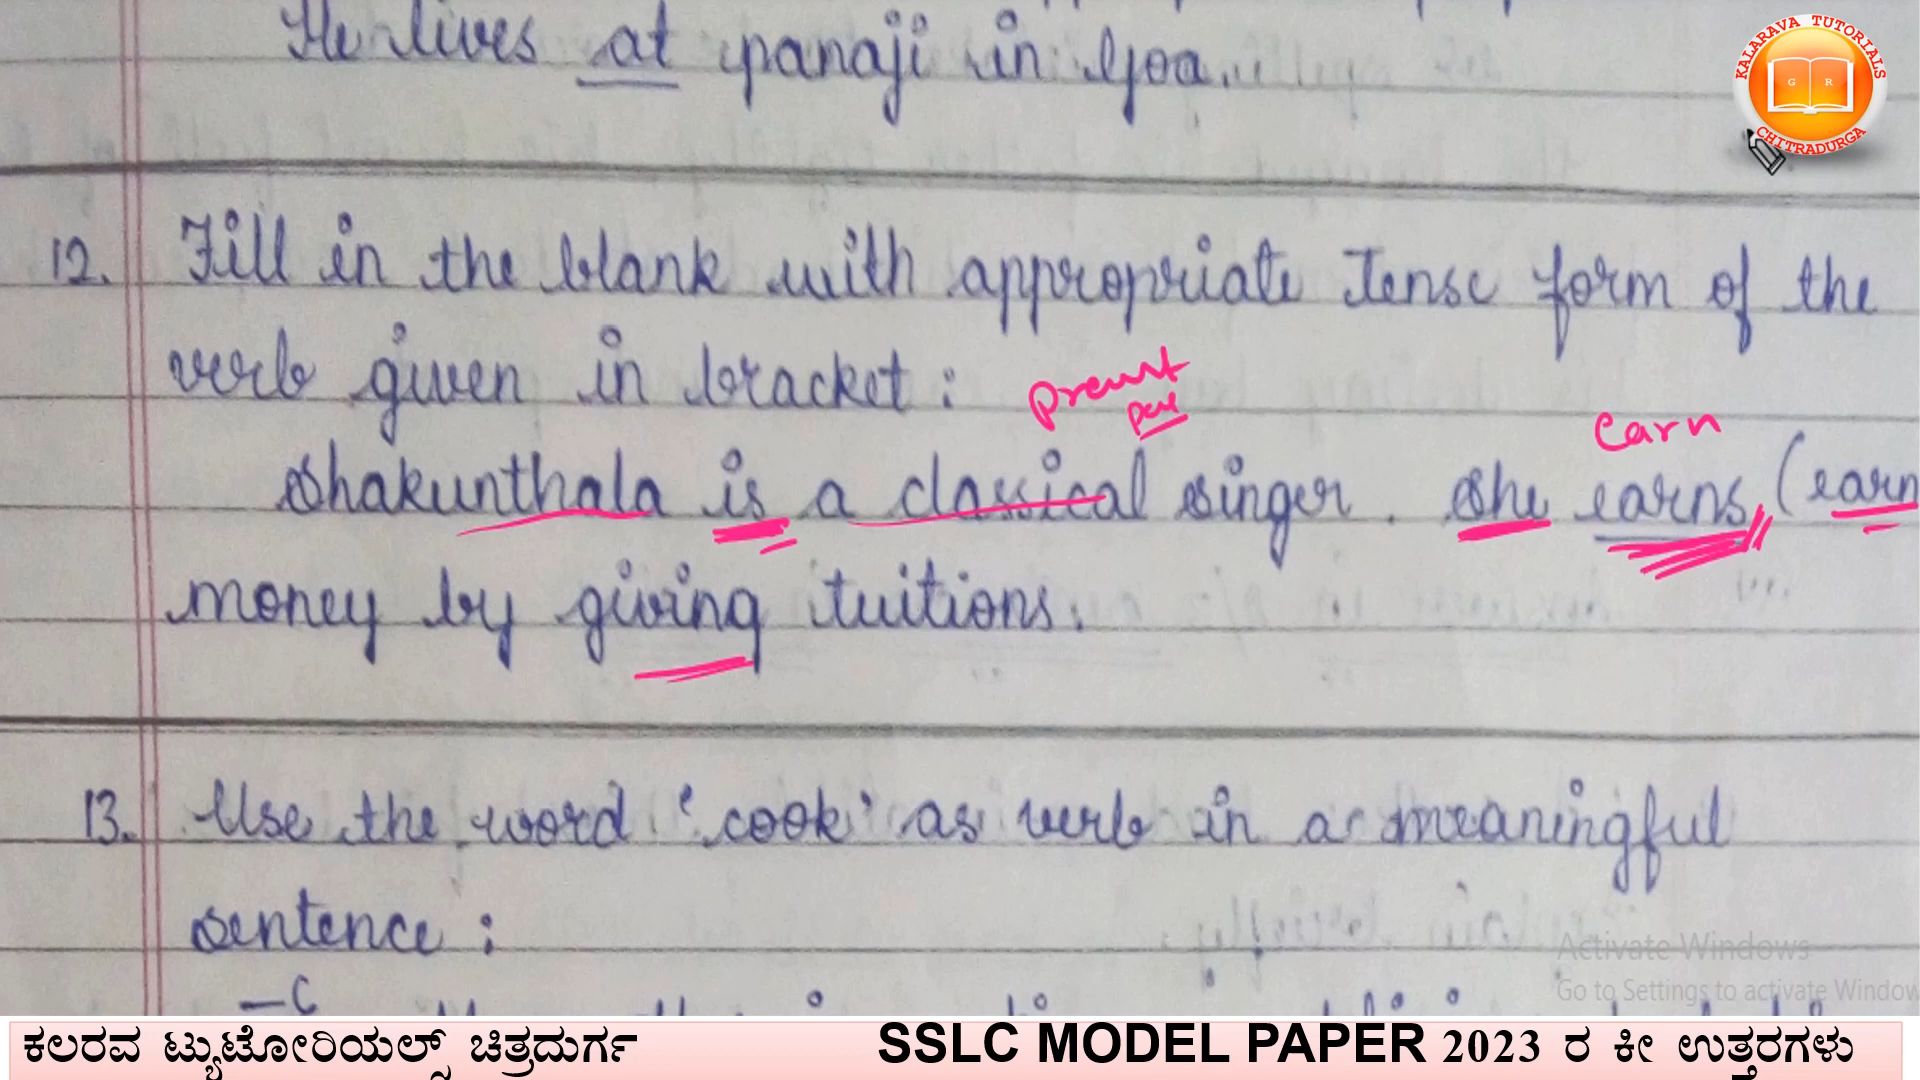 He lives at panaji in Goa.
KALARAVA TUTORIALS
G R
CHITRADURGA
12. Fill in the blank with appropriate Tense form of the
verb given in bracket :
present
earn
Shakunthala is a classical singer. She earns (earn
money by giving tuitions.
13. Use the word 'cook' as verb in a meaningful
sentence :
Activate Windows
Go to Settings to activate Window
ಕಲರವ ಟ್ಯುಟೋರಿಯಲ್ಸ್ ಚಿತ್ರದುರ್ಗ SSLC MODEL PAPER 2023 ರ ಕೀ ಉತ್ತರಗಳು